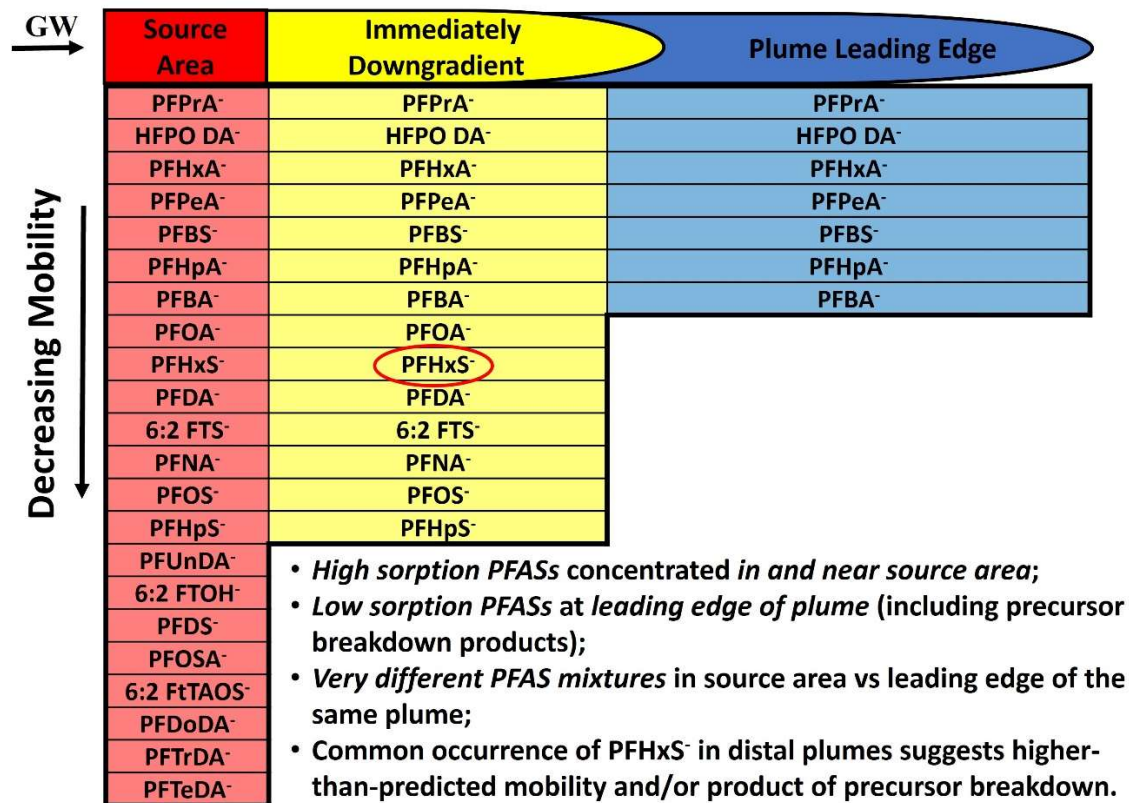 GW
Source
Area
Immediately
Downgradient
Plume Leading Edge
Decreasing Mobility
PFPrA⁻ PFPrA⁻ PFPrA⁻
HFPO DA⁻ HFPO DA⁻ HFPO DA⁻
PFHxA⁻ PFHxA⁻ PFHxA⁻
PFPeA⁻ PFPeA⁻ PFPeA⁻
PFBS⁻ PFBS⁻ PFBS⁻
PFHpA⁻ PFHpA⁻ PFHpA⁻
PFBA⁻ PFBA⁻ PFBA⁻
PFOA⁻ PFOA⁻
PFHxS⁻ PFHxS⁻
PFDA⁻ PFDA⁻
6:2 FTS⁻ 6:2 FTS⁻
PFNA⁻ PFNA⁻
PFOS⁻ PFOS⁻
PFHpS⁻ PFHpS⁻
PFUnDA⁻
6:2 FTOH⁻
PFDS⁻
PFOSA⁻
6:2 FtTAOS⁻
PFDoDA⁻
PFTrDA⁻
PFTeDA⁻
• High sorption PFASs concentrated in and near source area;
• Low sorption PFASs at leading edge of plume (including precursor
breakdown products);
• Very different PFAS mixtures in source area vs leading edge of the
same plume;
• Common occurrence of PFHxS⁻ in distal plumes suggests higher-
than-predicted mobility and/or product of precursor breakdown.